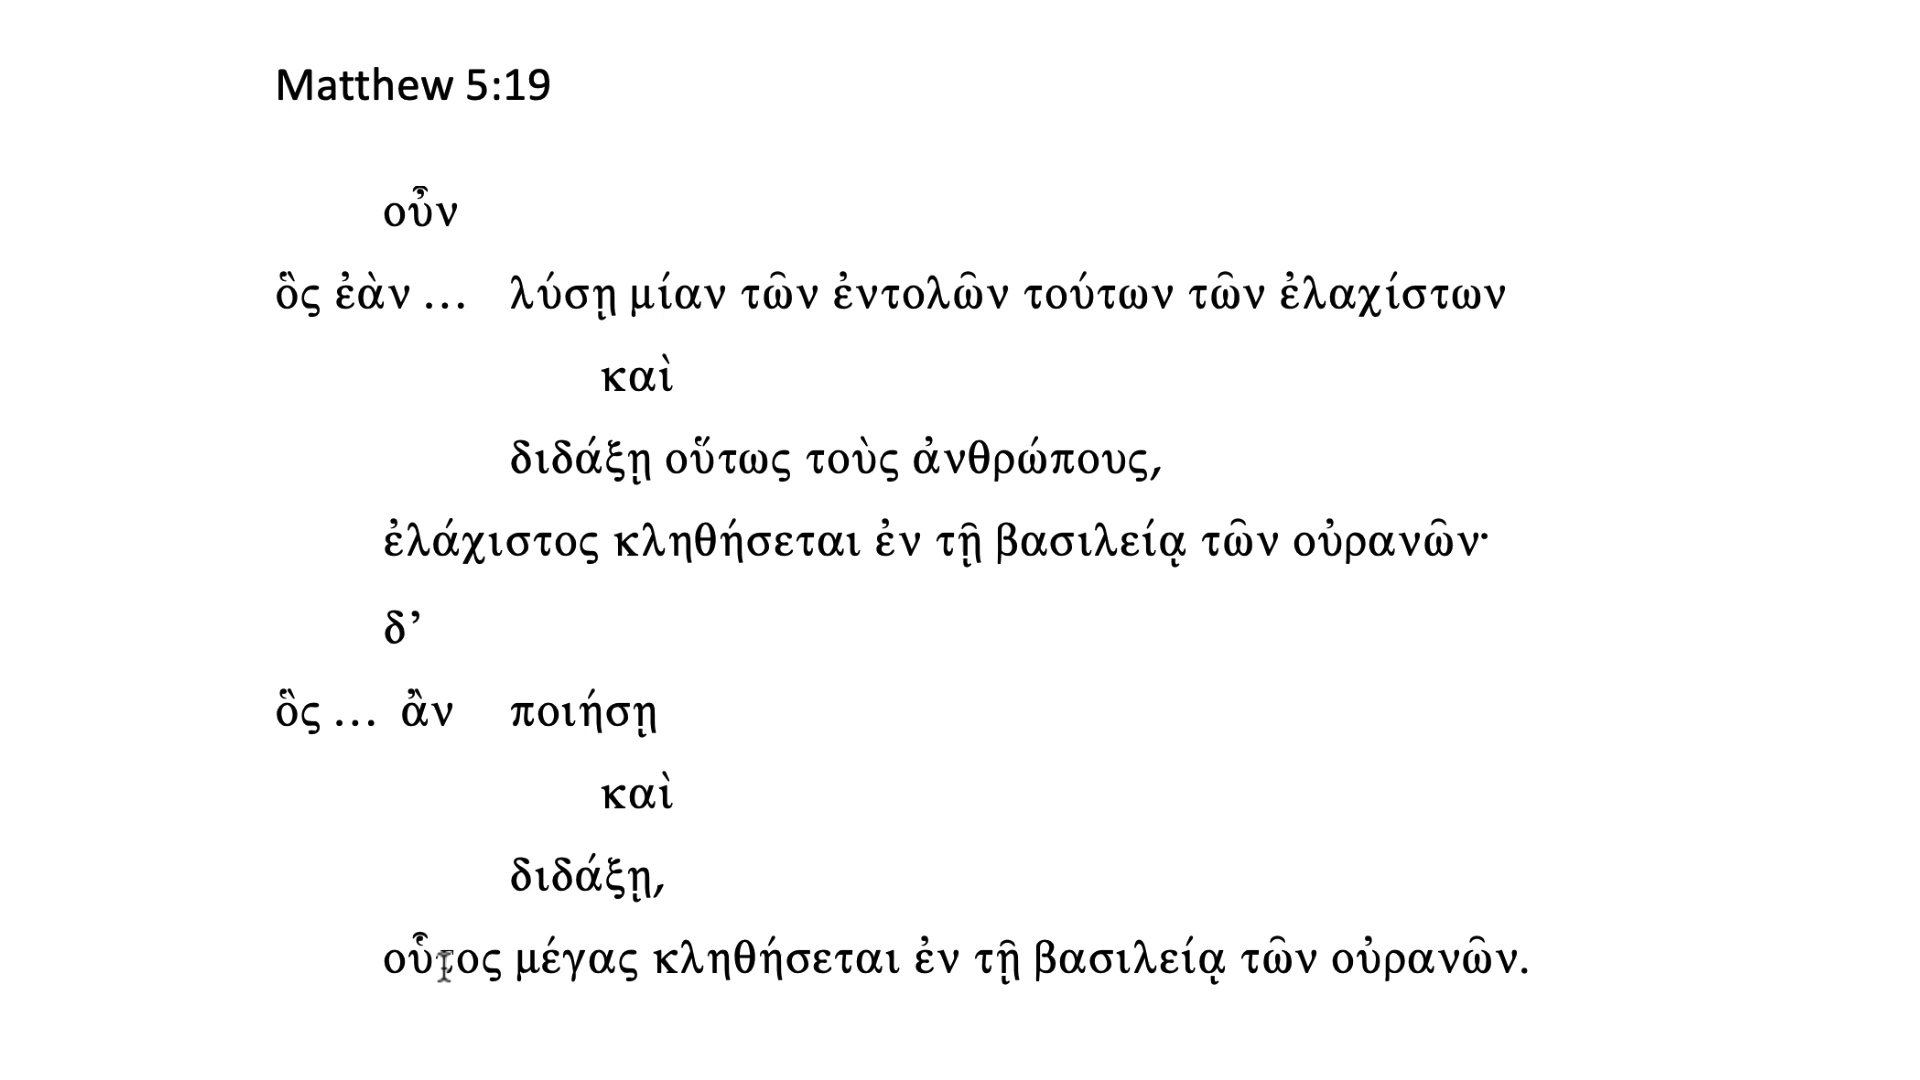 Matthew 5:19
οὖν
ὃς ἐὰν … λύσῃ μίαν τῶν ἐντολῶν τούτων τῶν ἐλαχίστων
καὶ
διδάξῃ οὕτως τοὺς ἀνθρώπους,
ἐλάχιστος κληθήσεται ἐν τῇ βασιλείᾳ τῶν οὐρανῶν·
δ’
ὃς … ἂν ποιήσῃ
καὶ
διδάξῃ,
οὗτος μέγας κληθήσεται ἐν τῇ βασιλείᾳ τῶν οὐρανῶν.